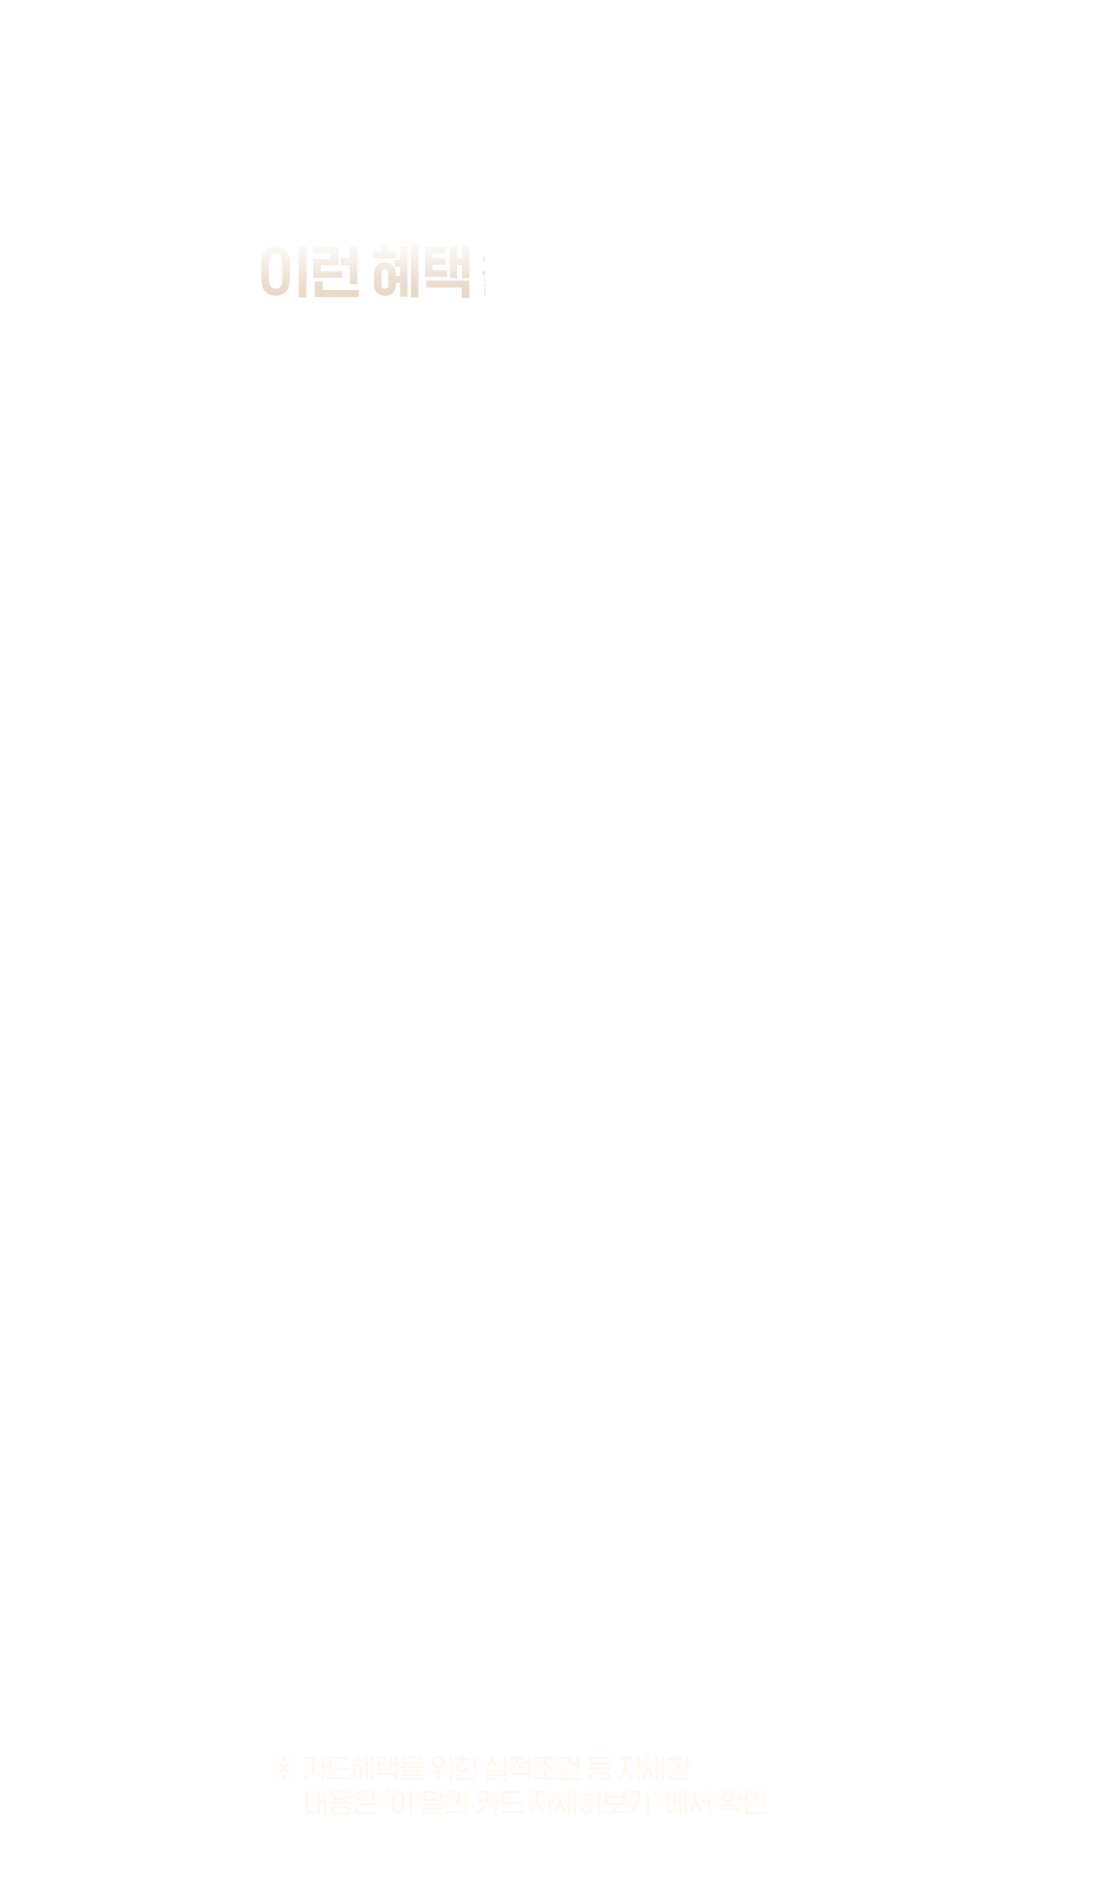 이런 혜택
※ 카드혜택을 위한 실적조건 등 자세한
내용은 '이 달의 카드 자세히보기' 에서 확인